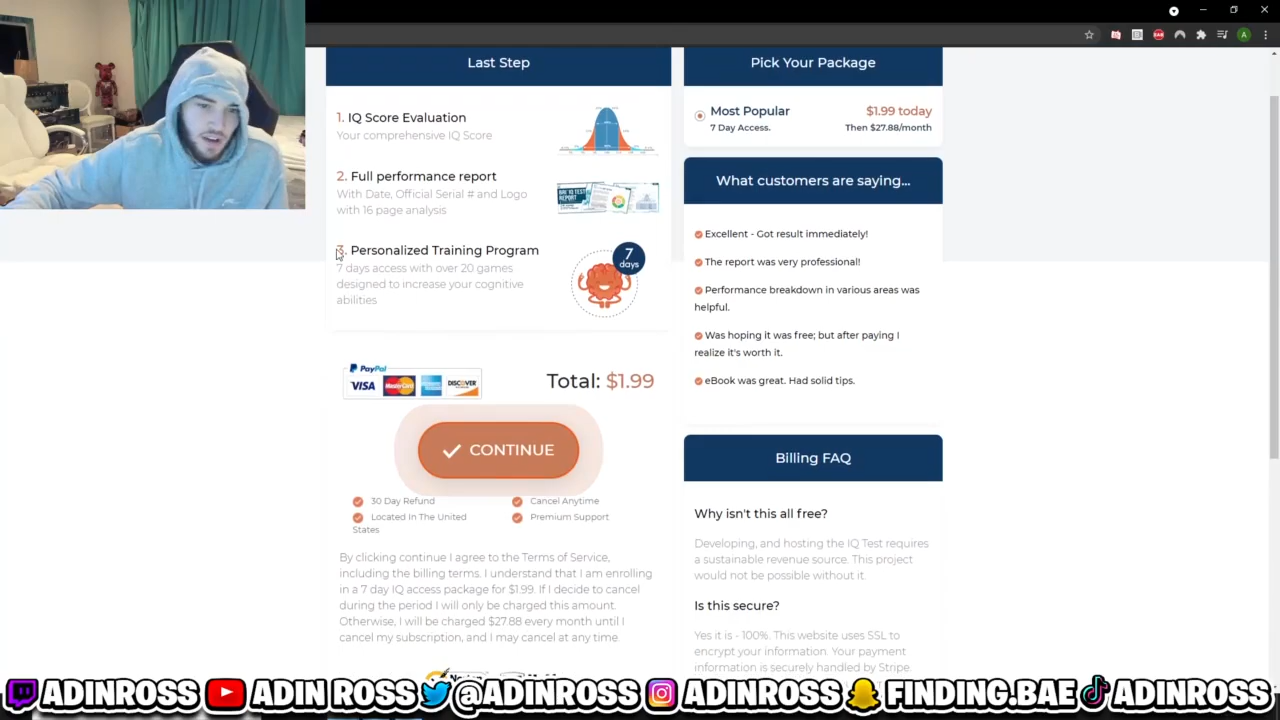 Last Step
1. IQ Score Evaluation
Your comprehensive IQ Score
2. Full performance report
With Date, Official Serial # and Logo
with 16 page analysis
3. Personalized Training Program
7 days access with over 20 games
designed to increase your cognitive
abilities
7
days
PayPal
VISA MasterCard DISCOVER
Total: $1.99
CONTINUE
30 Day Refund
Cancel Anytime
Located In The United
States
Premium Support
By clicking continue I agree to the Terms of Service,
including the billing terms. I understand that I am enrolling
in a 7 day IQ access package for $1.99. If I decide to cancel
during the period I will only be charged this amount.
Otherwise, I will be charged $27.88 every month until I
cancel my subscription, and I may cancel at any time.
Pick Your Package
Most Popular $1.99 today
7 Day Access. Then $27.88/month
What customers are saying...
Excellent - Got result immediately!
The report was very professional!
Performance breakdown in various areas was
helpful.
Was hoping it was free; but after paying I
realize it's worth it.
eBook was great. Had solid tips.
Billing FAQ
Why isn't this all free?
Developing, and hosting the IQ Test requires
a sustainable revenue source. This project
would not be possible without it.
Is this secure?
Yes it is - 100%. This website uses SSL to
encrypt your information. Your payment
information is securely handled by Stripe.
ADINROSS ADIN ROSS @ADINROSS ADINROSS FINDING.BAE ADINROSS